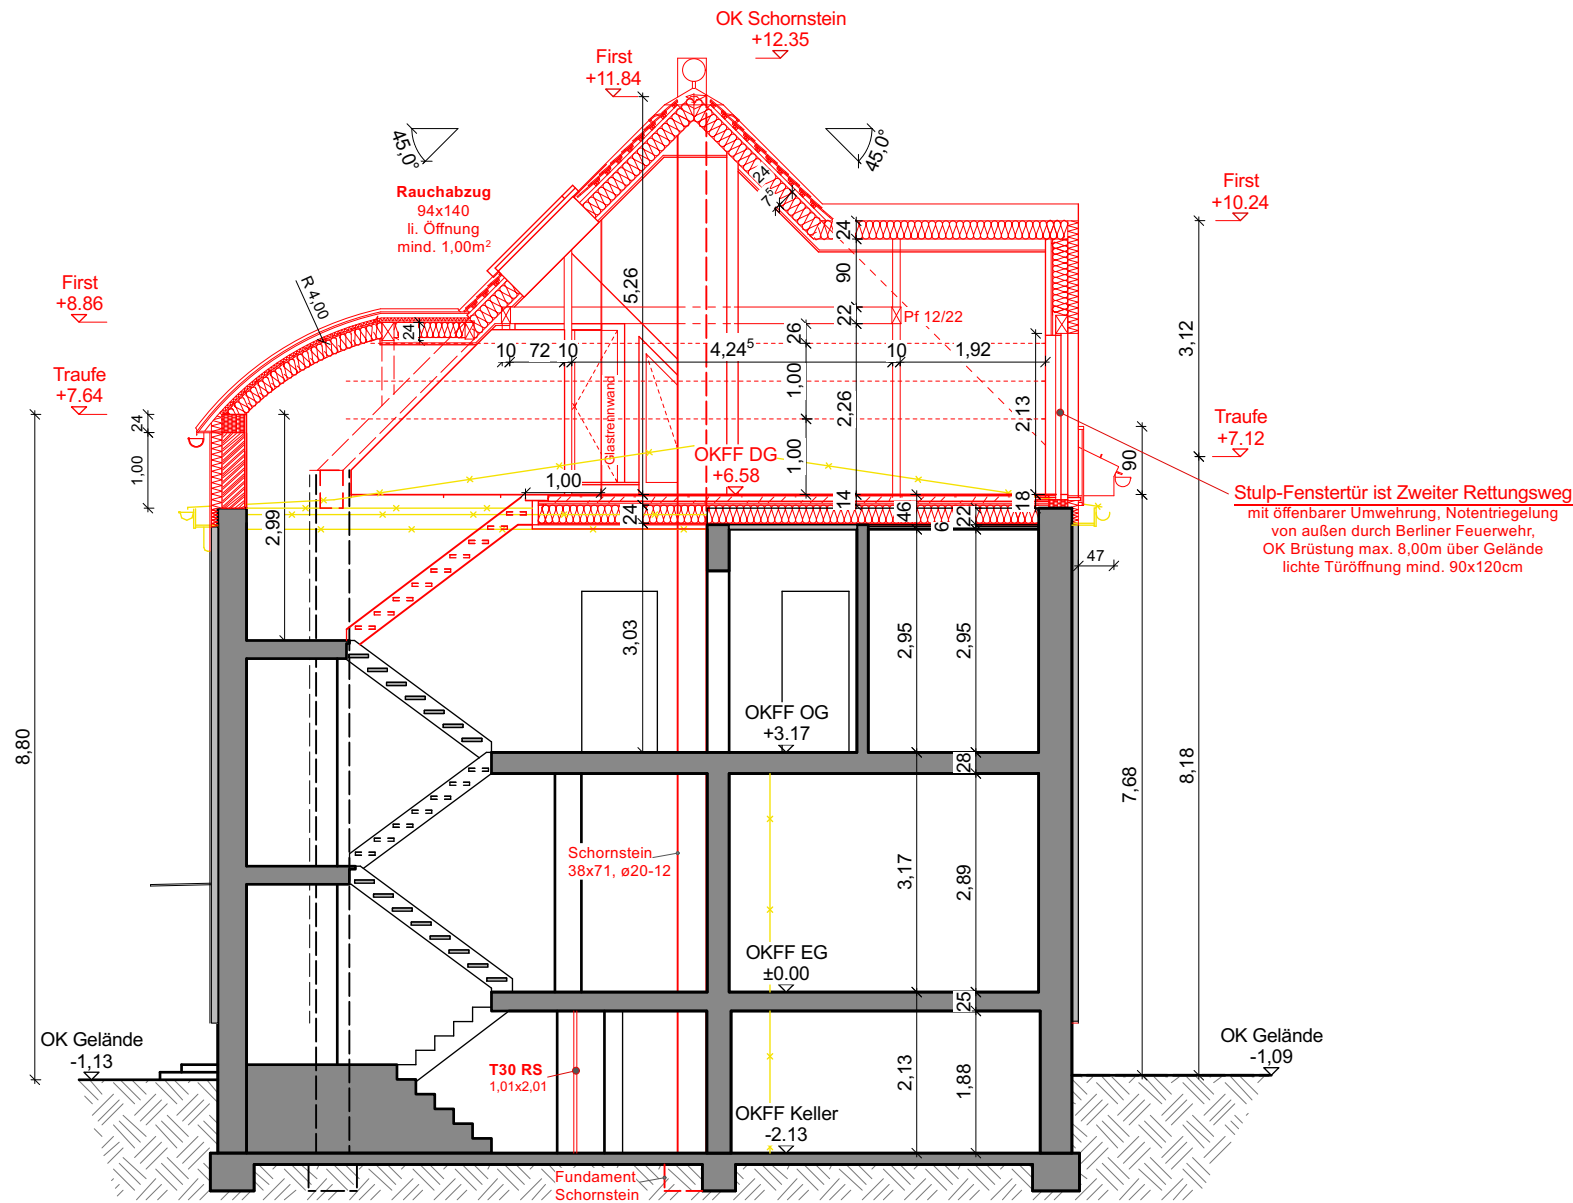 OK Schornstein
+12.35
First
+11.84
45,0°
45,0°
Rauchabzug
94x140
li. Öffnung
mind. 1,00m²
24
7⁵
First
+10.24
24
90
5,26
R 4.00
First
+8.86
24
22
Pf 12/22
26
3,12
10
72
10
4,24⁵
10
1,92
Traufe
+7.64
24
1,00
1,00
2,26
2,13
Traufe
+7.12
Glastrennwand
OKFF DG
+6.58
1,00
90
1,00
Stulp-Fenstertür ist Zweiter Rettungsweg
mit öffenbarer Umwehrung, Notentriegelung
von außen durch Berliner Feuerwehr,
OK Brüstung max. 8,00m über Gelände
lichte Türöffnung mind. 90x120cm
14
18
24
46
22
6
2,99
47
3,03
2,95
2,95
OKFF OG
+3.17
8,80
28
7,68
8,18
Schornstein
38x71, ø20-12
3,17
2,89
OKFF EG
±0.00
25
OK Gelände
-1,13
OK Gelände
-1,09
T30 RS
1,01x2,01
2,13
1,88
OKFF Keller
-2.13
Fundament
Schornstein